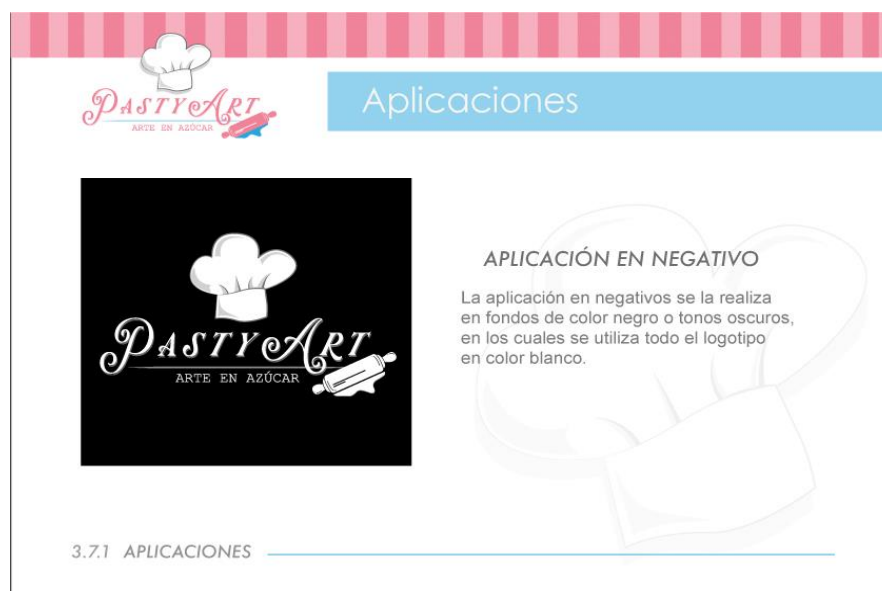 PASTYART
ARTE EN AZÚCAR
Aplicaciones
PASTYART
ARTE EN AZÚCAR
APLICACIÓN EN NEGATIVO
La aplicación en negativos se la realiza
en fondos de color negro o tonos oscuros,
en los cuales se utiliza todo el logotipo
en color blanco.
3.7.1 APLICACIONES